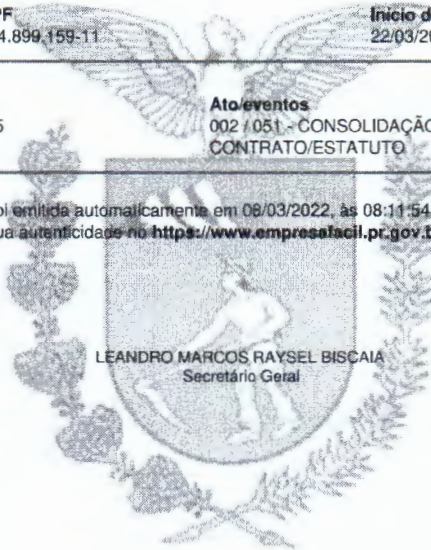 PF Início d
4.899.159-11 22/03/20
Ato/eventos
5 002 / 051 - CONSOLIDAÇÃO
CONTRATO/ESTATUTO
oi emitida automaticamente em 08/03/2022, às 08:11:54
ua autenticidade no https://www.empresafacil.pr.gov.b
LEANDRO MARCOS RAYSEL BISCAIA
Secretário Geral